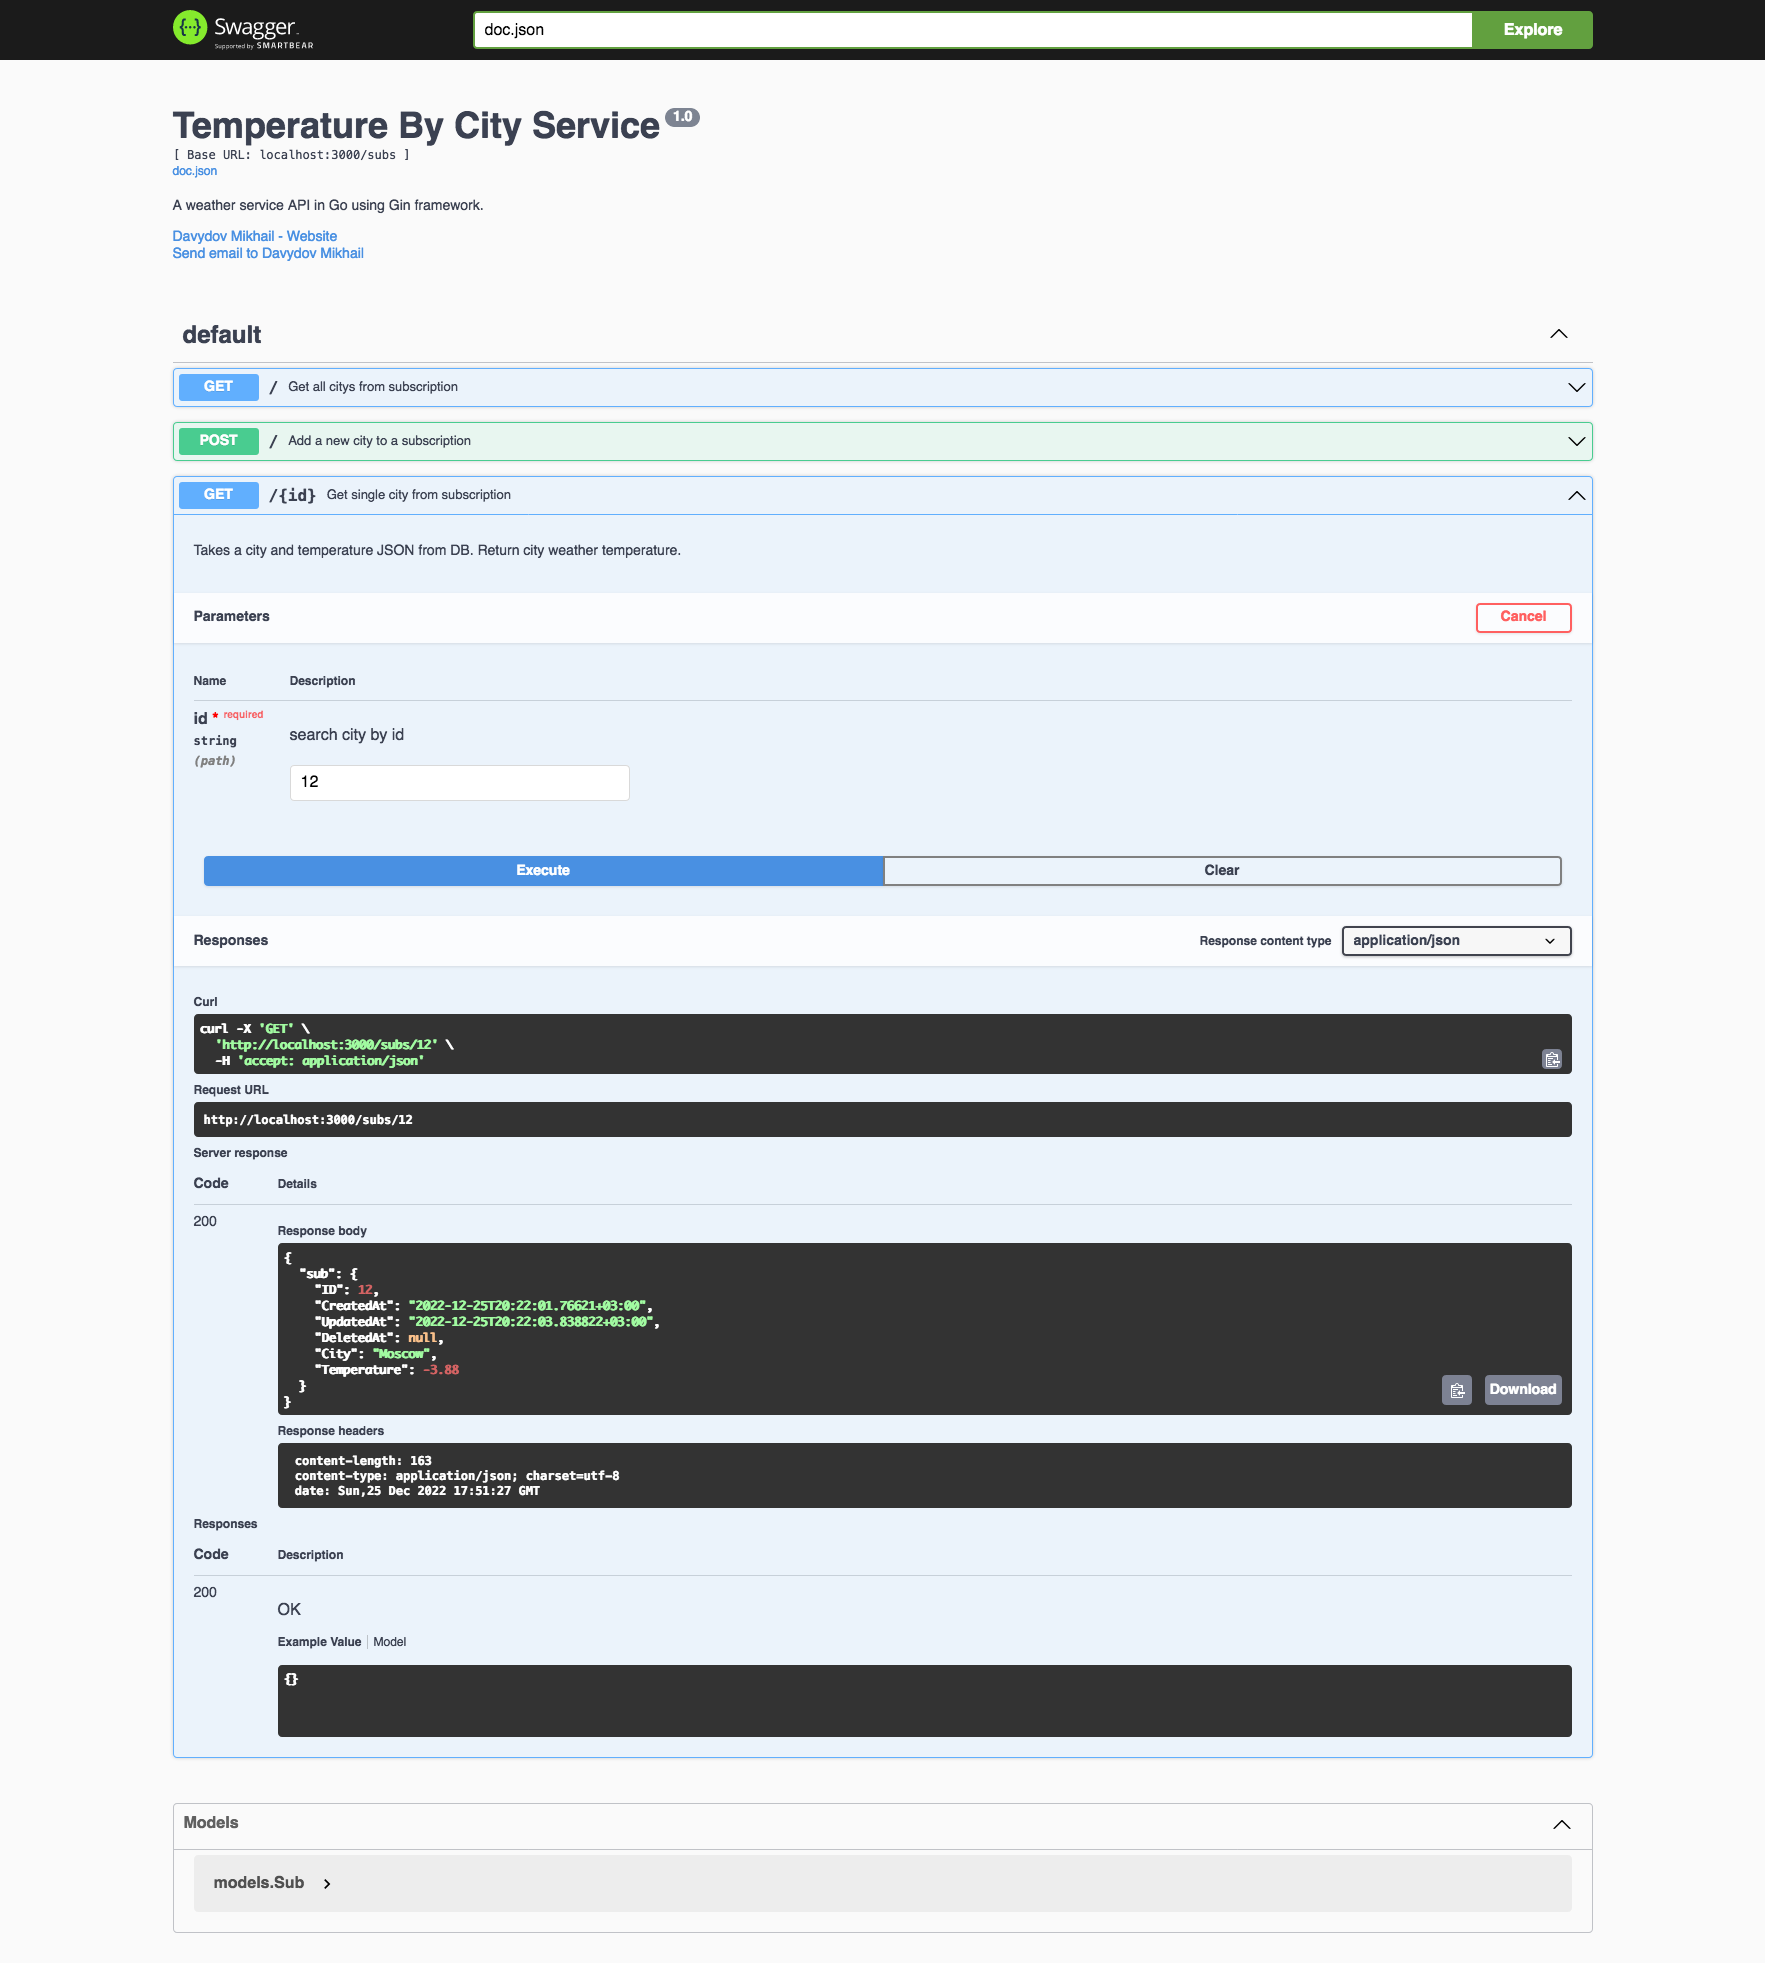 Swagger
Supported by SMARTBEAR
doc.json
Explore
Temperature By City Service 1.0
[ Base URL: localhost:3000/subs ]
doc.json
A weather service API in Go using Gin framework.
Davydov Mikhail - Website
Send email to Davydov Mikhail
default
GET / Get all citys from subscription
POST / Add a new city to a subscription
GET /{id} Get single city from subscription
Takes a city and temperature JSON from DB. Return city weather temperature.
Parameters
Cancel
Name Description
id * required
string
(path)
search city by id
12
Execute Clear
Responses
Response content type application/json
Curl
curl -X 'GET' \
'http://localhost:3000/subs/12' \
-H 'accept: application/json'
Request URL
http://localhost:3000/subs/12
Server response
Code Details
200
Response body
{
"sub": {
"ID": 12,
"CreatedAt": "2022-12-25T20:22:01.76621+03:00",
"UpdatedAt": "2022-12-25T20:22:03.838822+03:00",
"DeletedAt": null,
"City": "Moscow",
"Temperature": -3.88
}
}
Download
Response headers
content-length: 163
content-type: application/json; charset=utf-8
date: Sun,25 Dec 2022 17:51:27 GMT
Responses
Code Description
200
OK
Example Value Model
{}
Models
models.Sub